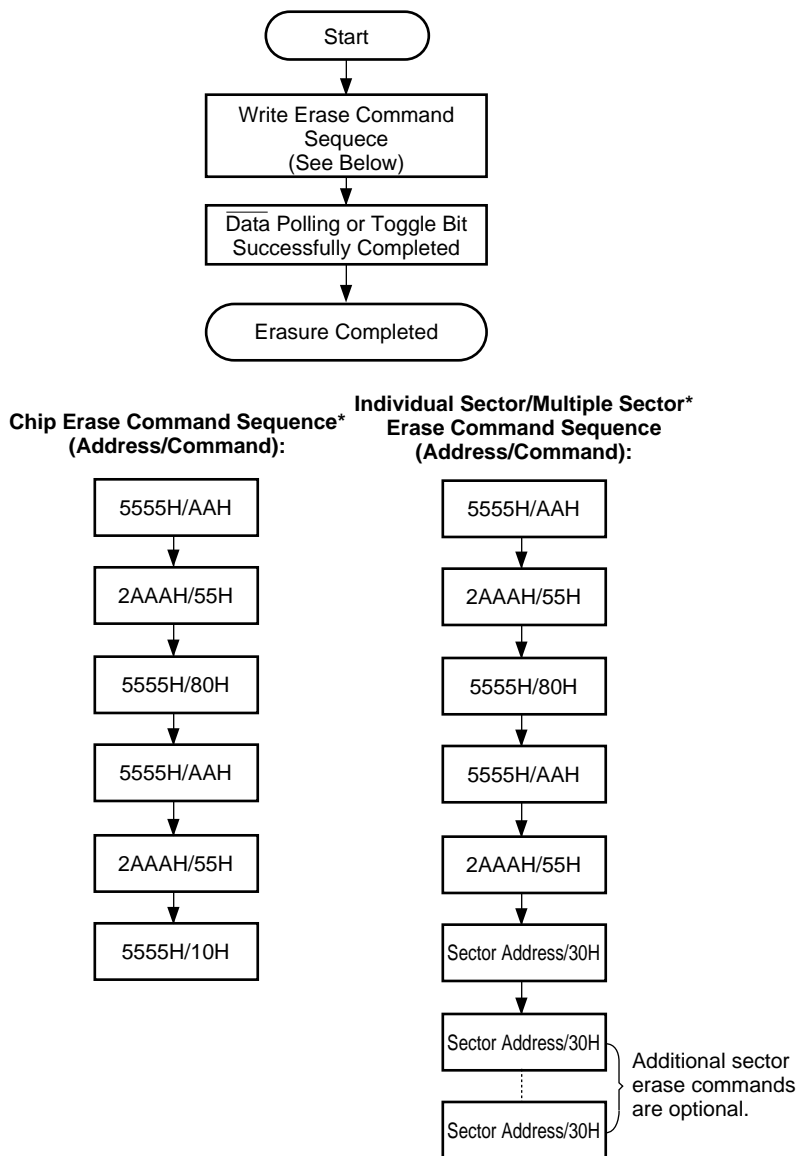 Start
Write Erase Command
Sequece
(See Below)
Data Polling or Toggle Bit
Successfully Completed
Erasure Completed
Chip Erase Command Sequence*
(Address/Command):
5555H/AAH
2AAAH/55H
5555H/80H
5555H/AAH
2AAAH/55H
5555H/10H
Individual Sector/Multiple Sector*
Erase Command Sequence
(Address/Command):
5555H/AAH
2AAAH/55H
5555H/80H
5555H/AAH
2AAAH/55H
Sector Address/30H
Sector Address/30H
Sector Address/30H
Additional sector
erase commands
are optional.